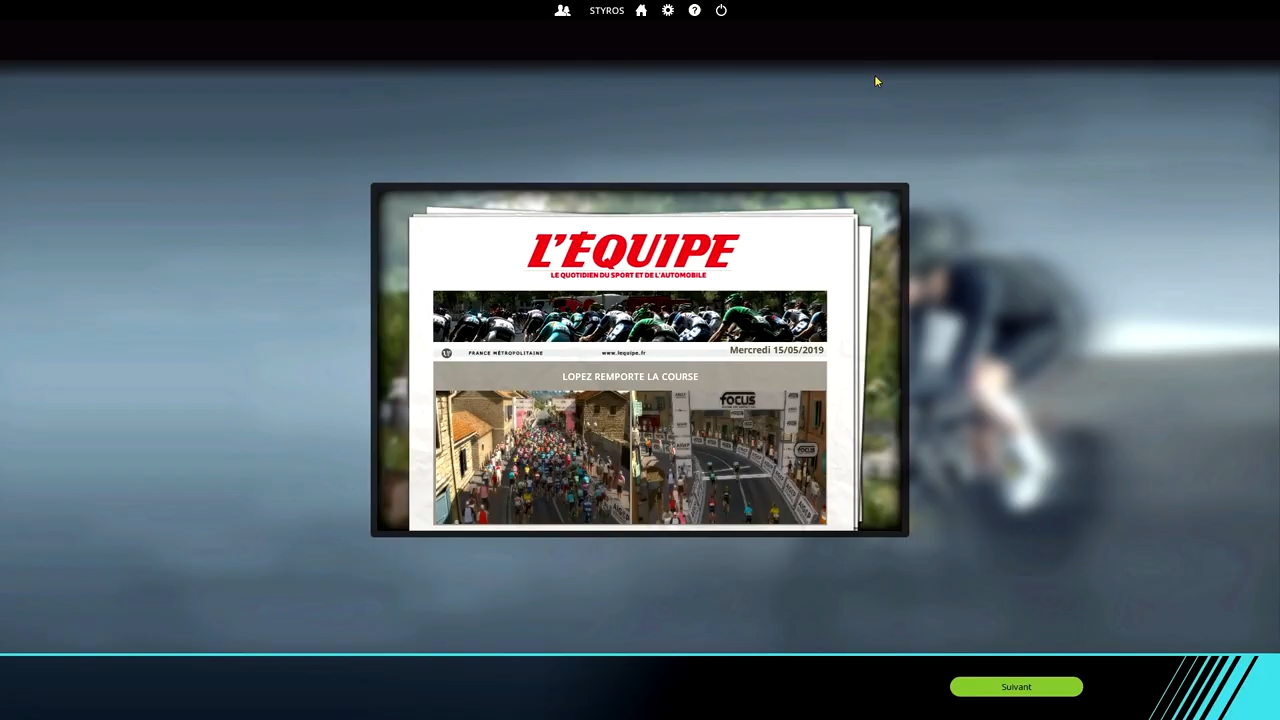 STYROS
L'ÉQUIPE
LE QUOTIDIEN DU SPORT ET DE L'AUTOMOBILE
FRANCE MÉTROPOLITAINE www.lequipe.fr Mercredi 15/05/2019
LOPEZ REMPORTE LA COURSE
FOCUS
Suivant